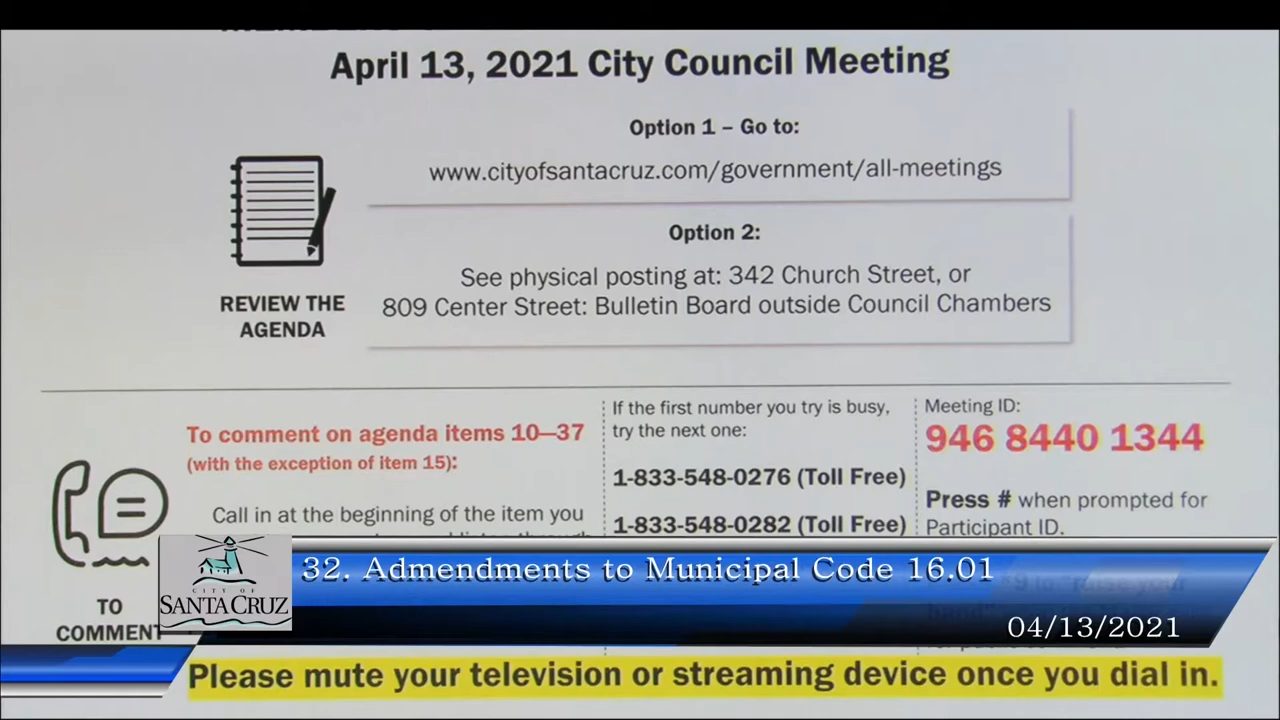 April 13, 2021 City Council Meeting
Option 1 – Go to:
www.cityofsantacruz.com/government/all-meetings
Option 2:
See physical posting at: 342 Church Street, or
809 Center Street: Bulletin Board outside Council Chambers
REVIEW THE
AGENDA
To comment on agenda items 10—37
(with the exception of item 15):
Call in at the beginning of the item you
If the first number you try is busy,
try the next one:
1-833-548-0276 (Toll Free)
1-833-548-0282 (Toll Free)
Meeting ID:
946 8440 1344
Press # when prompted for
Participant ID.
TO
COMMENT
CITY OF
SANTA CRUZ
32. Admendments to Municipal Code 16.01
04/13/2021
Please mute your television or streaming device once you dial in.